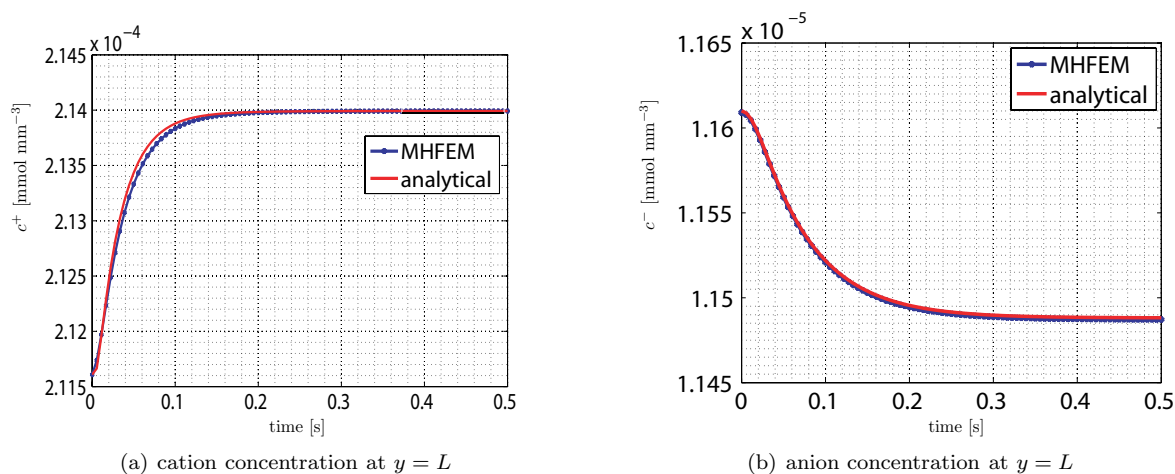 x 10⁻⁴
2.145
2.14
2.135
2.13
2.125
2.12
2.115
0
0.1
0.2
0.3
0.4
0.5
c⁺ [mmol mm⁻³]
time [s]
MHFEM
analytical
(a) cation concentration at y = L
x 10⁻⁵
1.165
1.16
1.155
1.15
1.145
0
0.1
0.2
0.3
0.4
0.5
c⁻ [mmol mm⁻³]
time [s]
MHFEM
analytical
(b) anion concentration at y = L